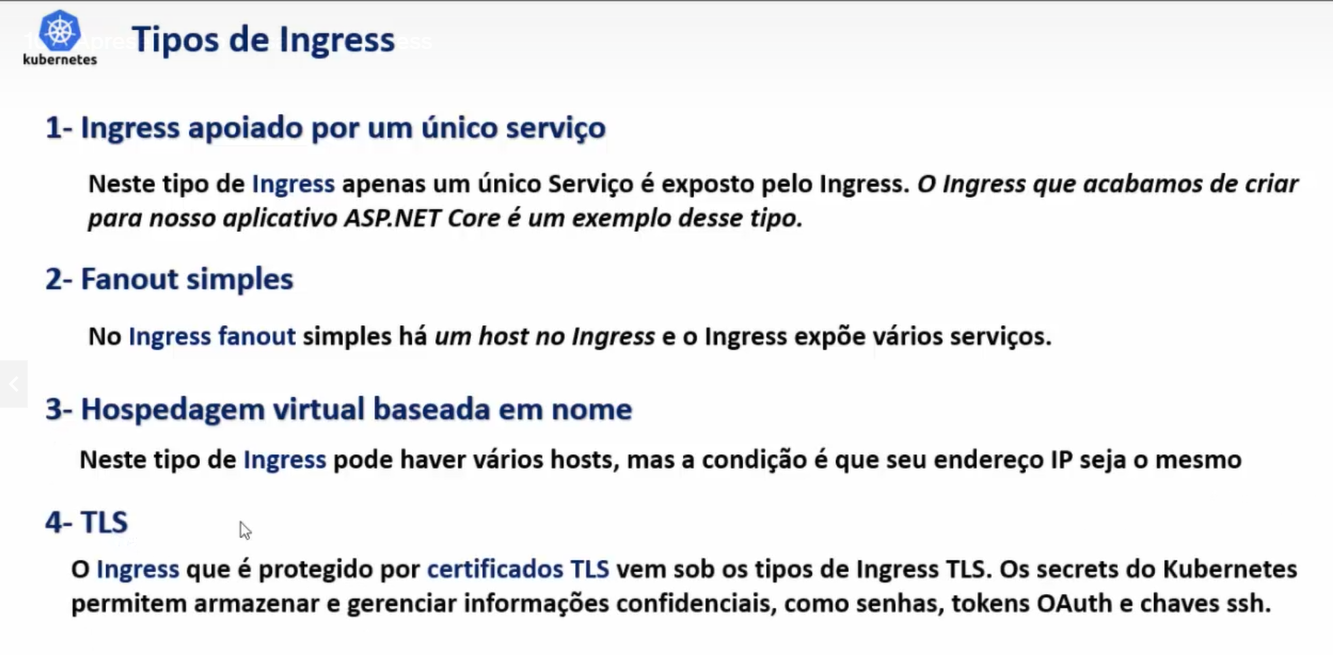 kubernetes
Tipos de Ingress
1- Ingress apoiado por um único serviço
Neste tipo de Ingress apenas um único Serviço é exposto pelo Ingress. O Ingress que acabamos de criar
para nosso aplicativo ASP.NET Core é um exemplo desse tipo.
2- Fanout simples
No Ingress fanout simples há um host no Ingress e o Ingress expõe vários serviços.
3- Hospedagem virtual baseada em nome
Neste tipo de Ingress pode haver vários hosts, mas a condição é que seu endereço IP seja o mesmo
4- TLS
O Ingress que é protegido por certificados TLS vem sob os tipos de Ingress TLS. Os secrets do Kubernetes
permitem armazenar e gerenciar informações confidenciais, como senhas, tokens OAuth e chaves ssh.